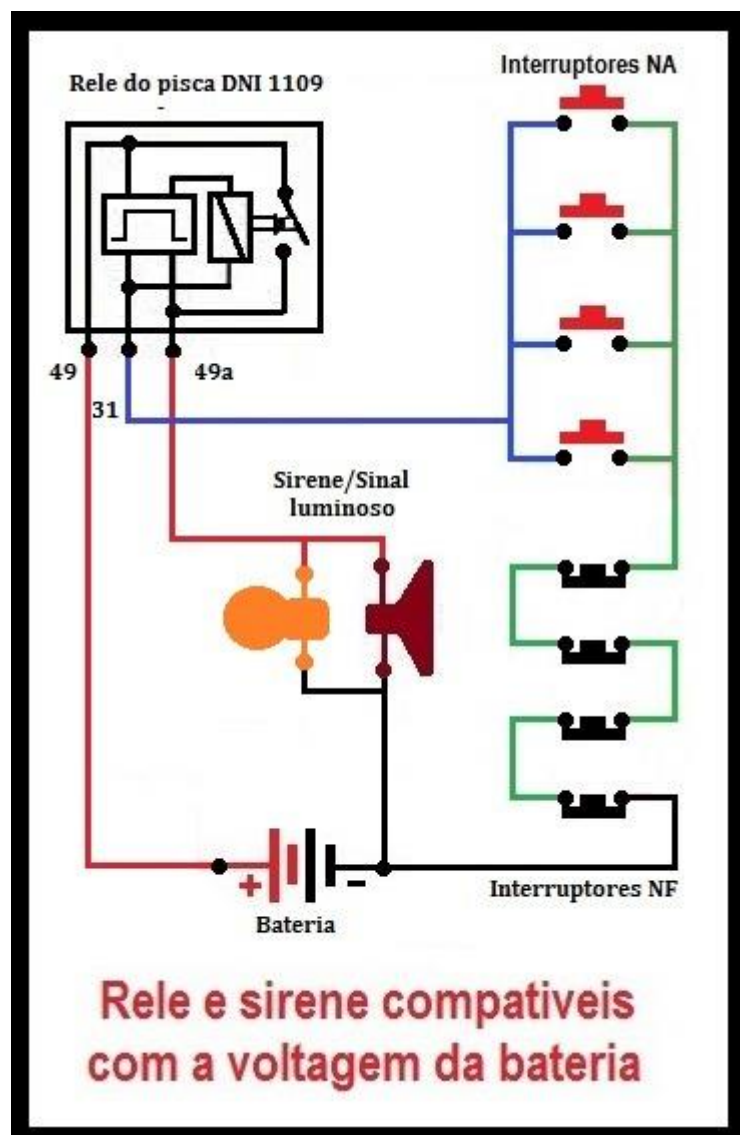 Rele do pisca DNI 1109
-
Interruptores NA
49
31
49a
Sirene/Sinal
luminoso
+
-
Bateria
Interruptores NF
Rele e sirene compativeis
com a voltagem da bateria